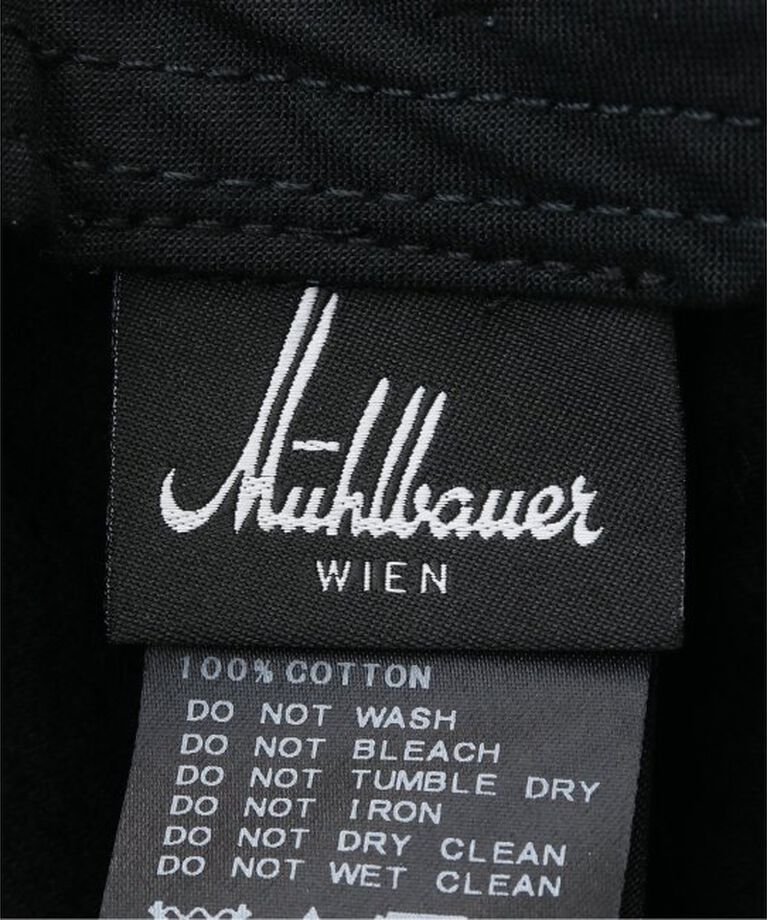 Mühlbauer
WIEN
100% COTTON
DO NOT WASH
DO NOT BLEACH
DO NOT TUMBLE DRY
DO NOT IRON
DO NOT DRY CLEAN
DO NOT WET CLEAN